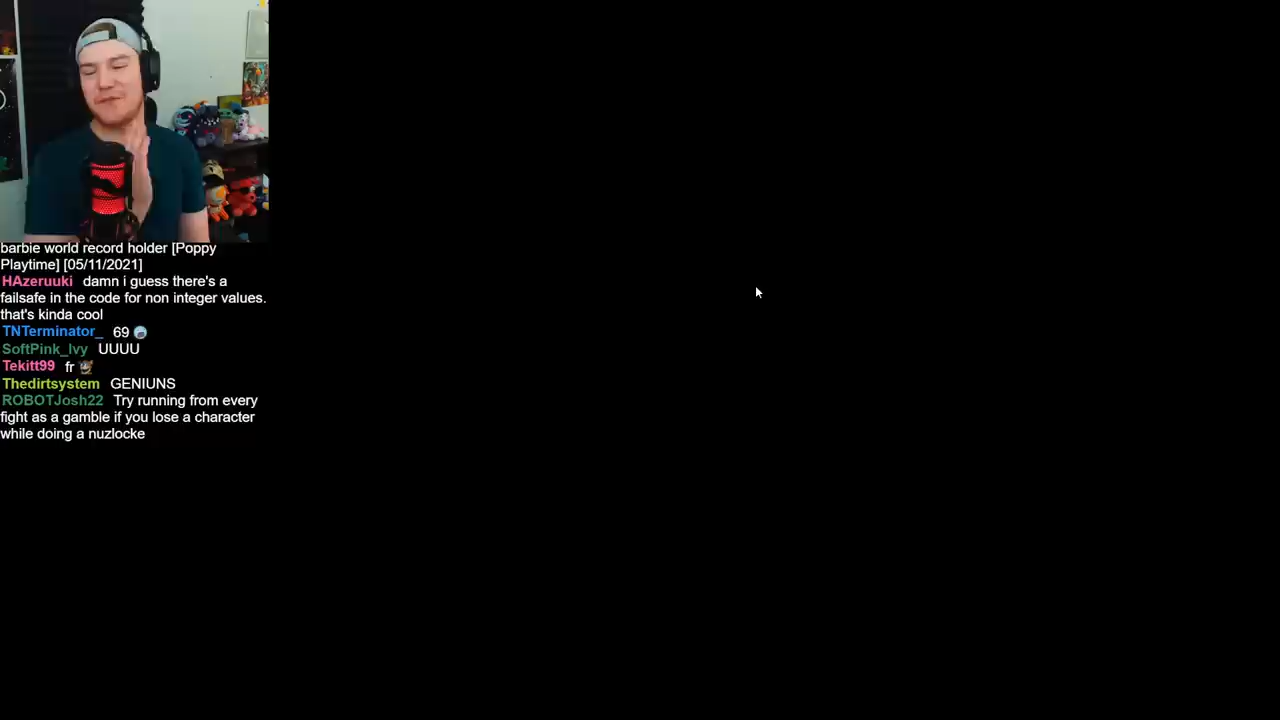 barbie world record holder [Poppy
Playtime] [05/11/2021]
HAzeruuki damn i guess there's a
failsafe in the code for non integer values.
that's kinda cool
TNTerminator_ 69
SoftPink_Ivy UUUU
Tekitt99 fr
Thedirtsystem GENIUNS
ROBOTJosh22 Try running from every
fight as a gamble if you lose a character
while doing a nuzlocke